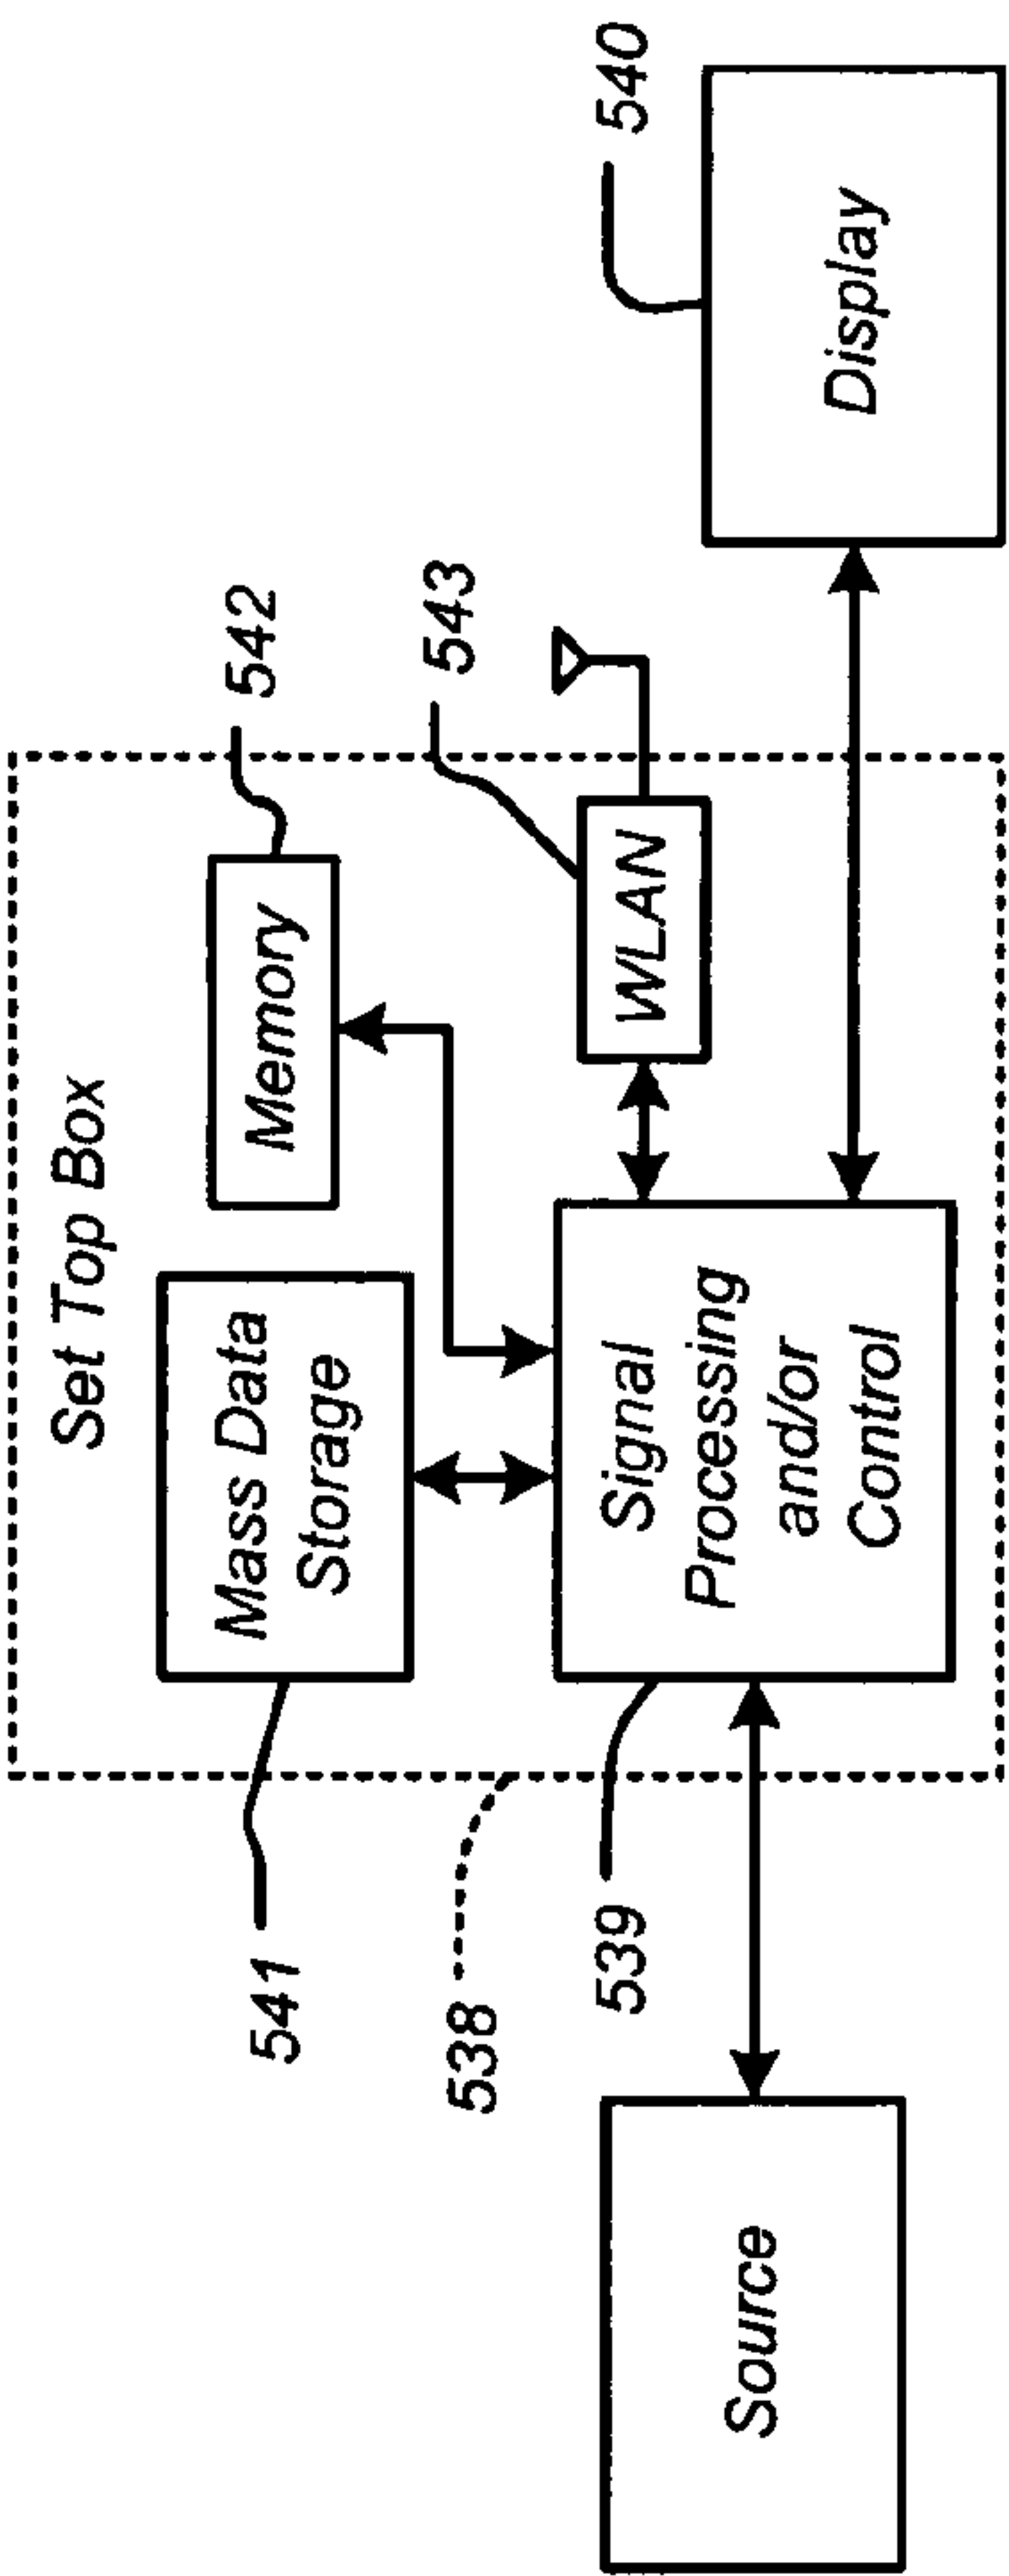 Set Top Box
541
Mass Data
Storage
Memory
542
538
543
WLAN
539
Signal
Processing
and/or
Control
540
Source
Display